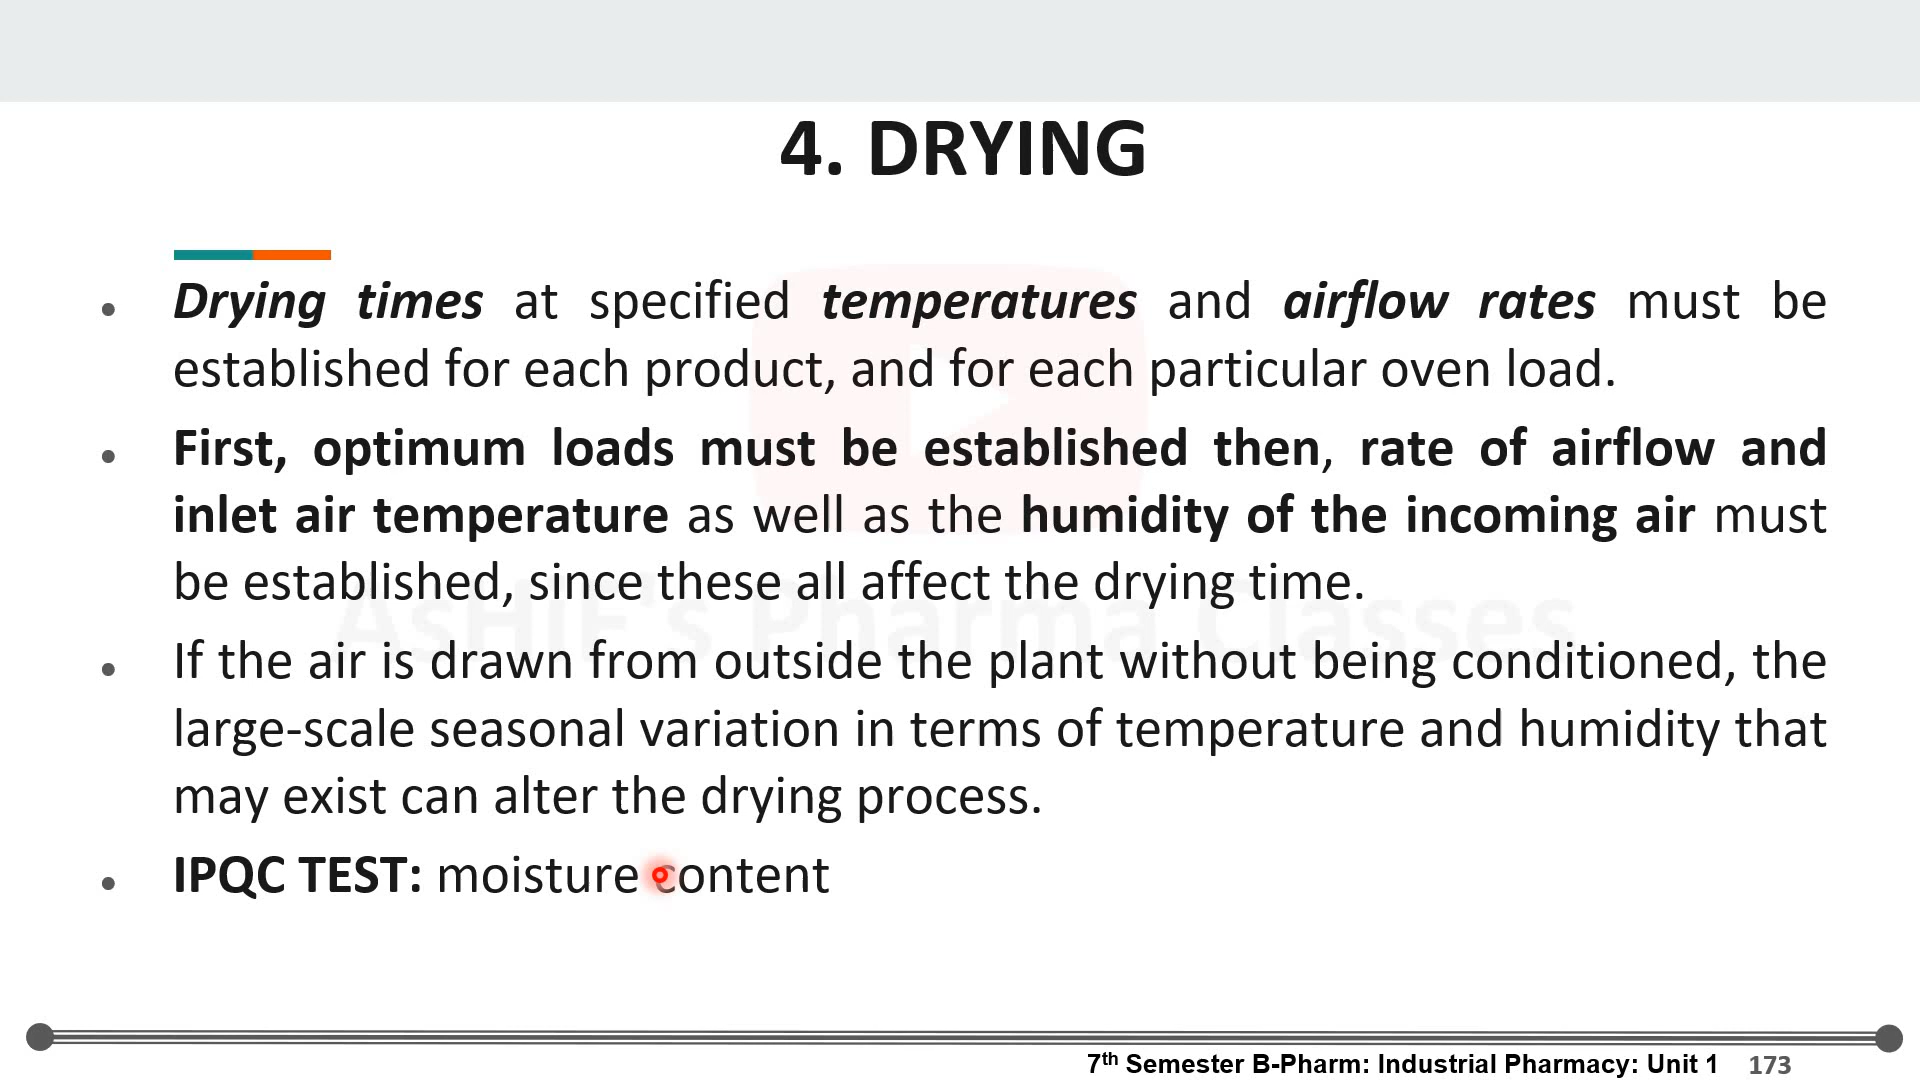 4. DRYING
Drying times at specified temperatures and airflow rates must be
established for each product, and for each particular oven load.
First, optimum loads must be established then, rate of airflow and
inlet air temperature as well as the humidity of the incoming air must
be established, since these all affect the drying time.
AsHIF's Pharma Classes
If the air is drawn from outside the plant without being conditioned, the
large-scale seasonal variation in terms of temperature and humidity that
may exist can alter the drying process.
IPQC TEST: moisture content
7th Semester B-Pharm: Industrial Pharmacy: Unit 1 173